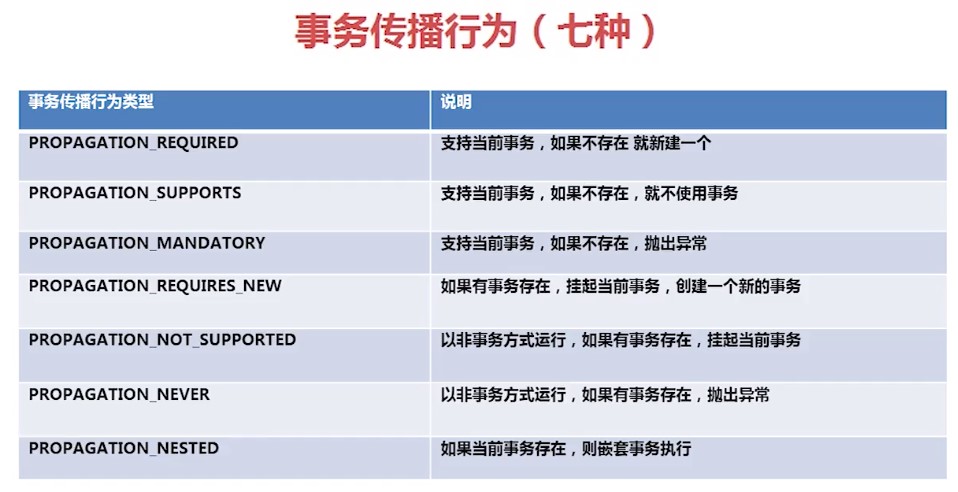 事务传播行为（七种）
事务传播行为类型 说明
PROPAGATION_REQUIRED 支持当前事务，如果不存在 就新建一个
PROPAGATION_SUPPORTS 支持当前事务，如果不存在，就不使用事务
PROPAGATION_MANDATORY 支持当前事务，如果不存在，抛出异常
PROPAGATION_REQUIRES_NEW 如果有事务存在，挂起当前事务，创建一个新的事务
PROPAGATION_NOT_SUPPORTED 以非事务方式运行，如果有事务存在，挂起当前事务
PROPAGATION_NEVER 以非事务方式运行，如果有事务存在，抛出异常
PROPAGATION_NESTED 如果当前事务存在，则嵌套事务执行